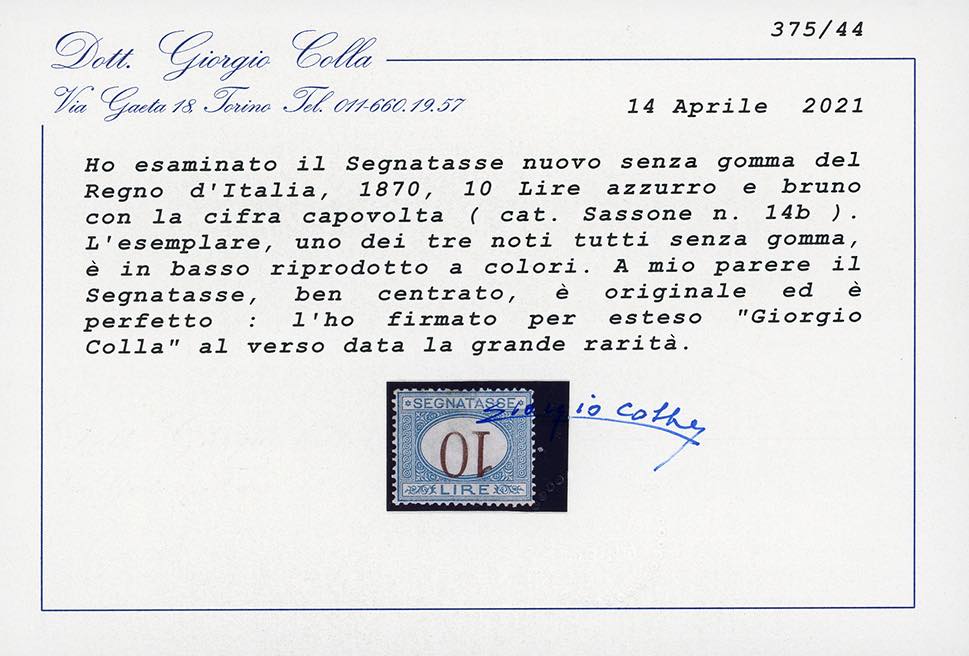 375/44
Dott. Giorgio Colla
Via Gaeta 18, Torino Tel. 011-660.19.57
14 Aprile 2021
Ho esaminato il Segnatasse nuovo senza gomma del
Regno d'Italia, 1870, 10 Lire azzurro e bruno
con la cifra capovolta ( cat. Sassone n. 14b ).
L'esemplare, uno dei tre noti tutti senza gomma,
è in basso riprodotto a colori. A mio parere il
Segnatasse, ben centrato, è originale ed è
perfetto : l'ho firmato per esteso "Giorgio
Colla" al verso data la grande rarità.
SEGNATASSE
10
LIRE
Giorgio Colla